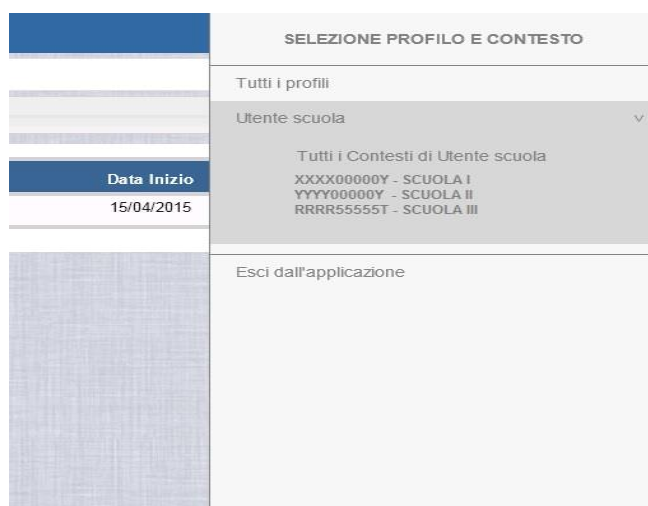 SELEZIONE PROFILO E CONTESTO
Tutti i profili
Utente scuola
Tutti i Contesti di Utente scuola
XXXX00000Y - SCUOLA I
YYYY00000Y - SCUOLA II
RRRR55555T - SCUOLA III
Data Inizio
15/04/2015
Esci dall'applicazione